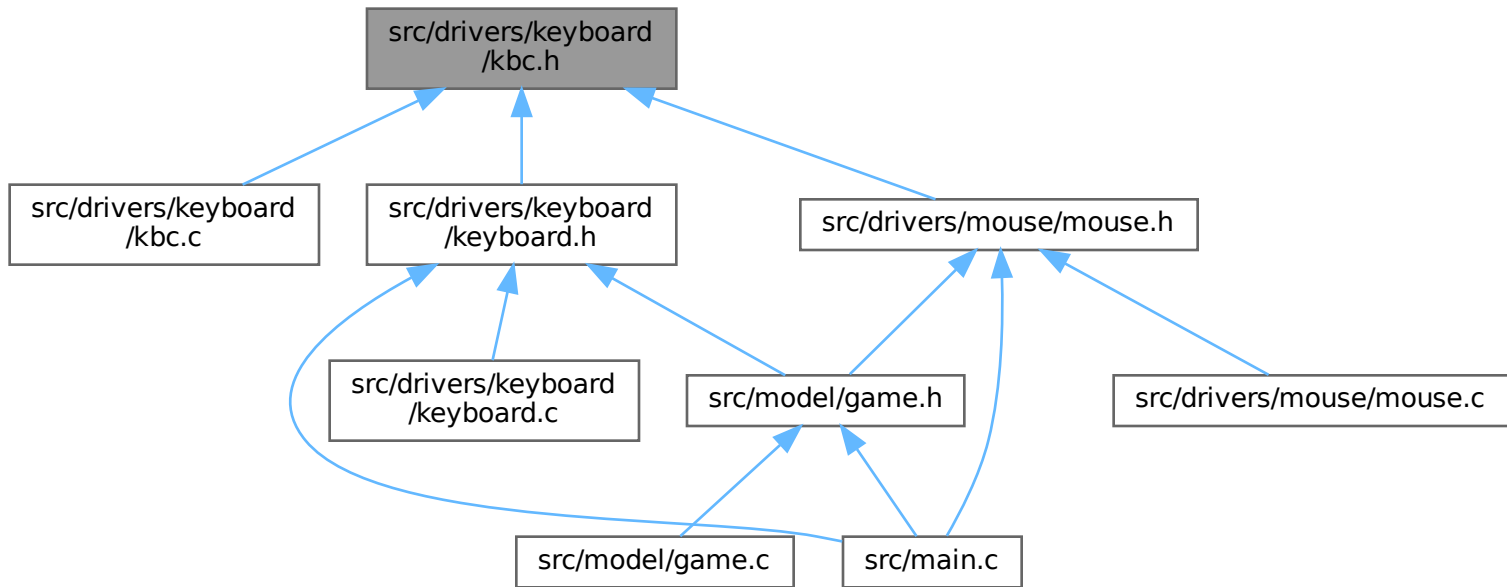 src/drivers/keyboard
/kbc.h
src/drivers/keyboard
/kbc.c
src/drivers/keyboard
/keyboard.h
src/drivers/mouse/mouse.h
src/drivers/keyboard
/keyboard.c
src/model/game.h
src/drivers/mouse/mouse.c
src/model/game.c
src/main.c